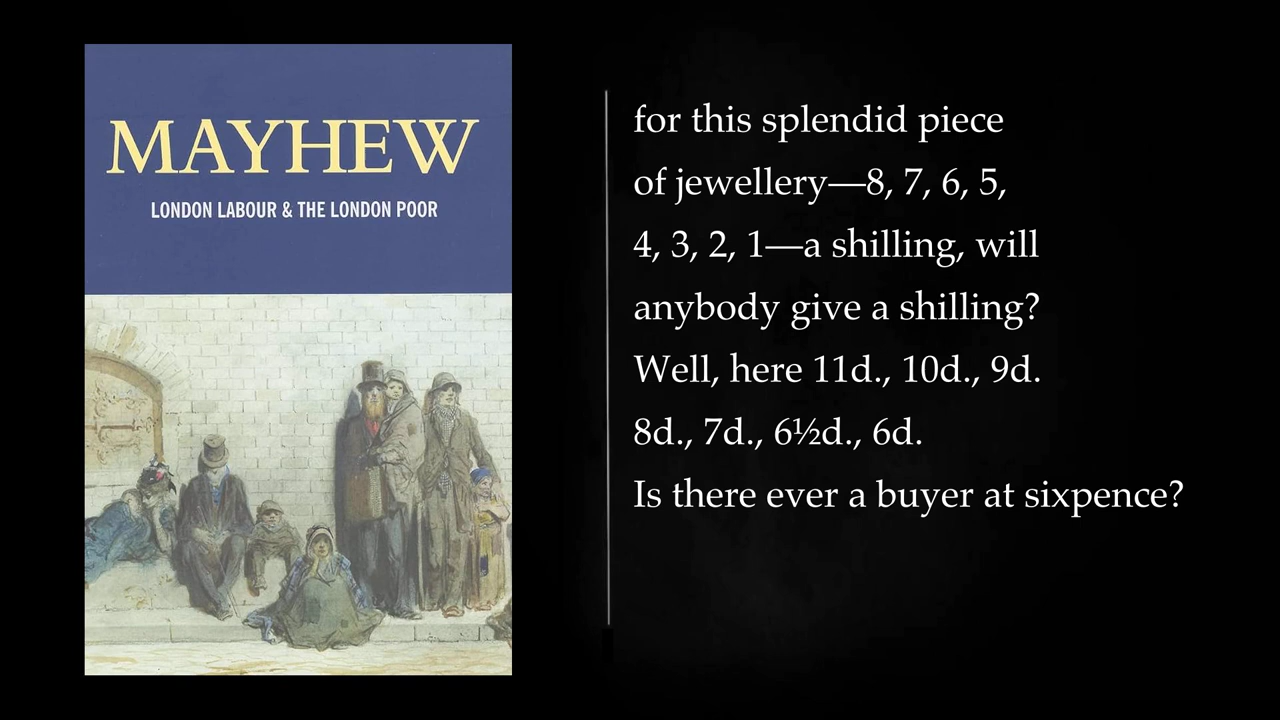 MAYHEW
LONDON LABOUR & THE LONDON POOR
for this splendid piece
of jewellery—8, 7, 6, 5,
4, 3, 2, 1—a shilling, will
anybody give a shilling?
Well, here 11d., 10d., 9d.
8d., 7d., 6½d., 6d.
Is there ever a buyer at sixpence?